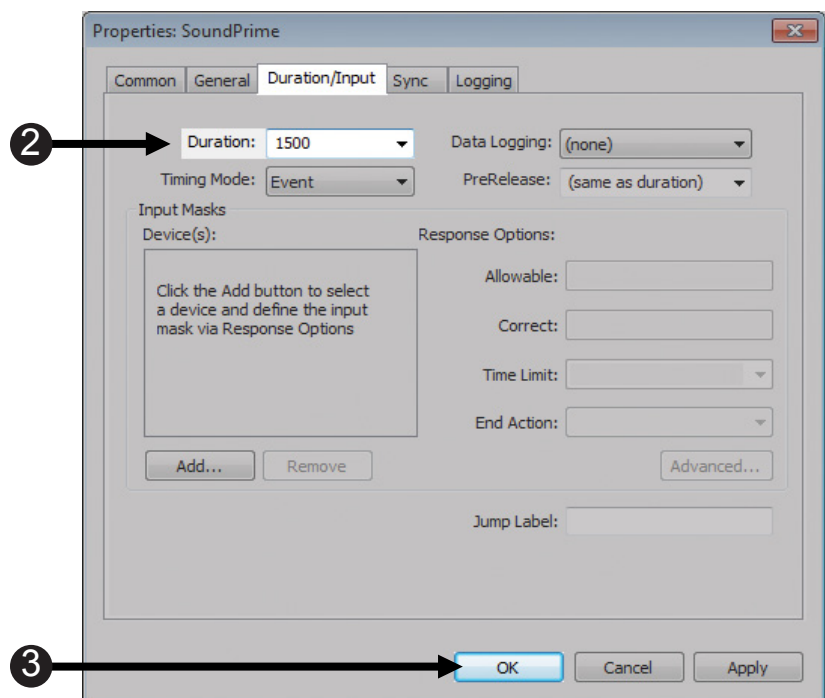 Properties: SoundPrime
Common General Duration/Input Sync Logging
2 Duration: 1500 Data Logging: (none)
Timing Mode: Event PreRelease: (same as duration)
Input Masks
Device(s): Response Options:
Click the Add button to select
a device and define the input
mask via Response Options
Allowable:
Correct:
Time Limit:
End Action:
Add... Remove Advanced...
Jump Label:
3 OK Cancel Apply